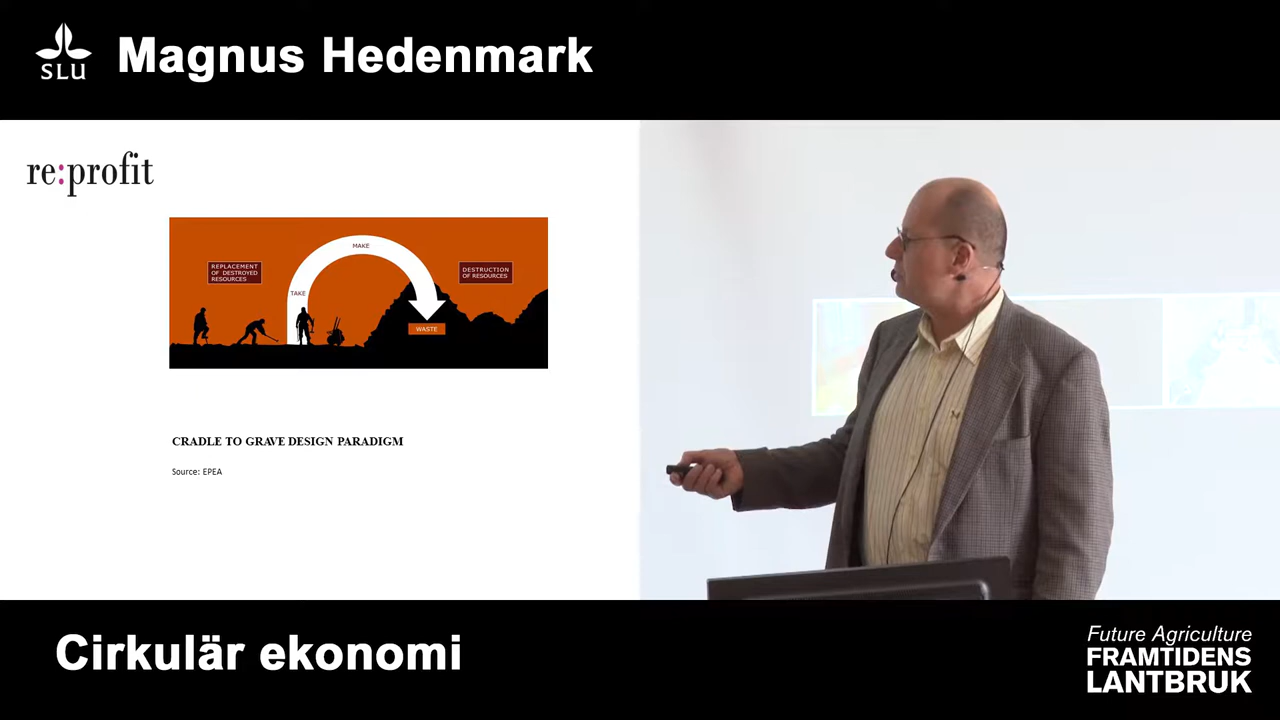 SLU
Magnus Hedenmark
re:profit
MAKE
REPLACEMENT
OF DESTROYED
RESOURCES
DESTRUCTION
OF RESOURCES
TAKE
WASTE
CRADLE TO GRAVE DESIGN PARADIGM
Source: EPEA
Cirkulär ekonomi
Future Agriculture
FRAMTIDENS
LANTBRUK